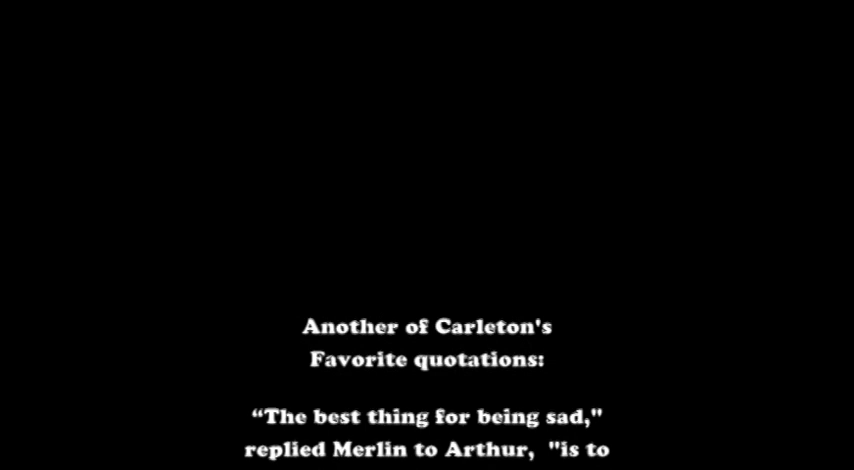 Another of Carleton's
Favorite quotations:
“The best thing for being sad,"
replied Merlin to Arthur,  "is to